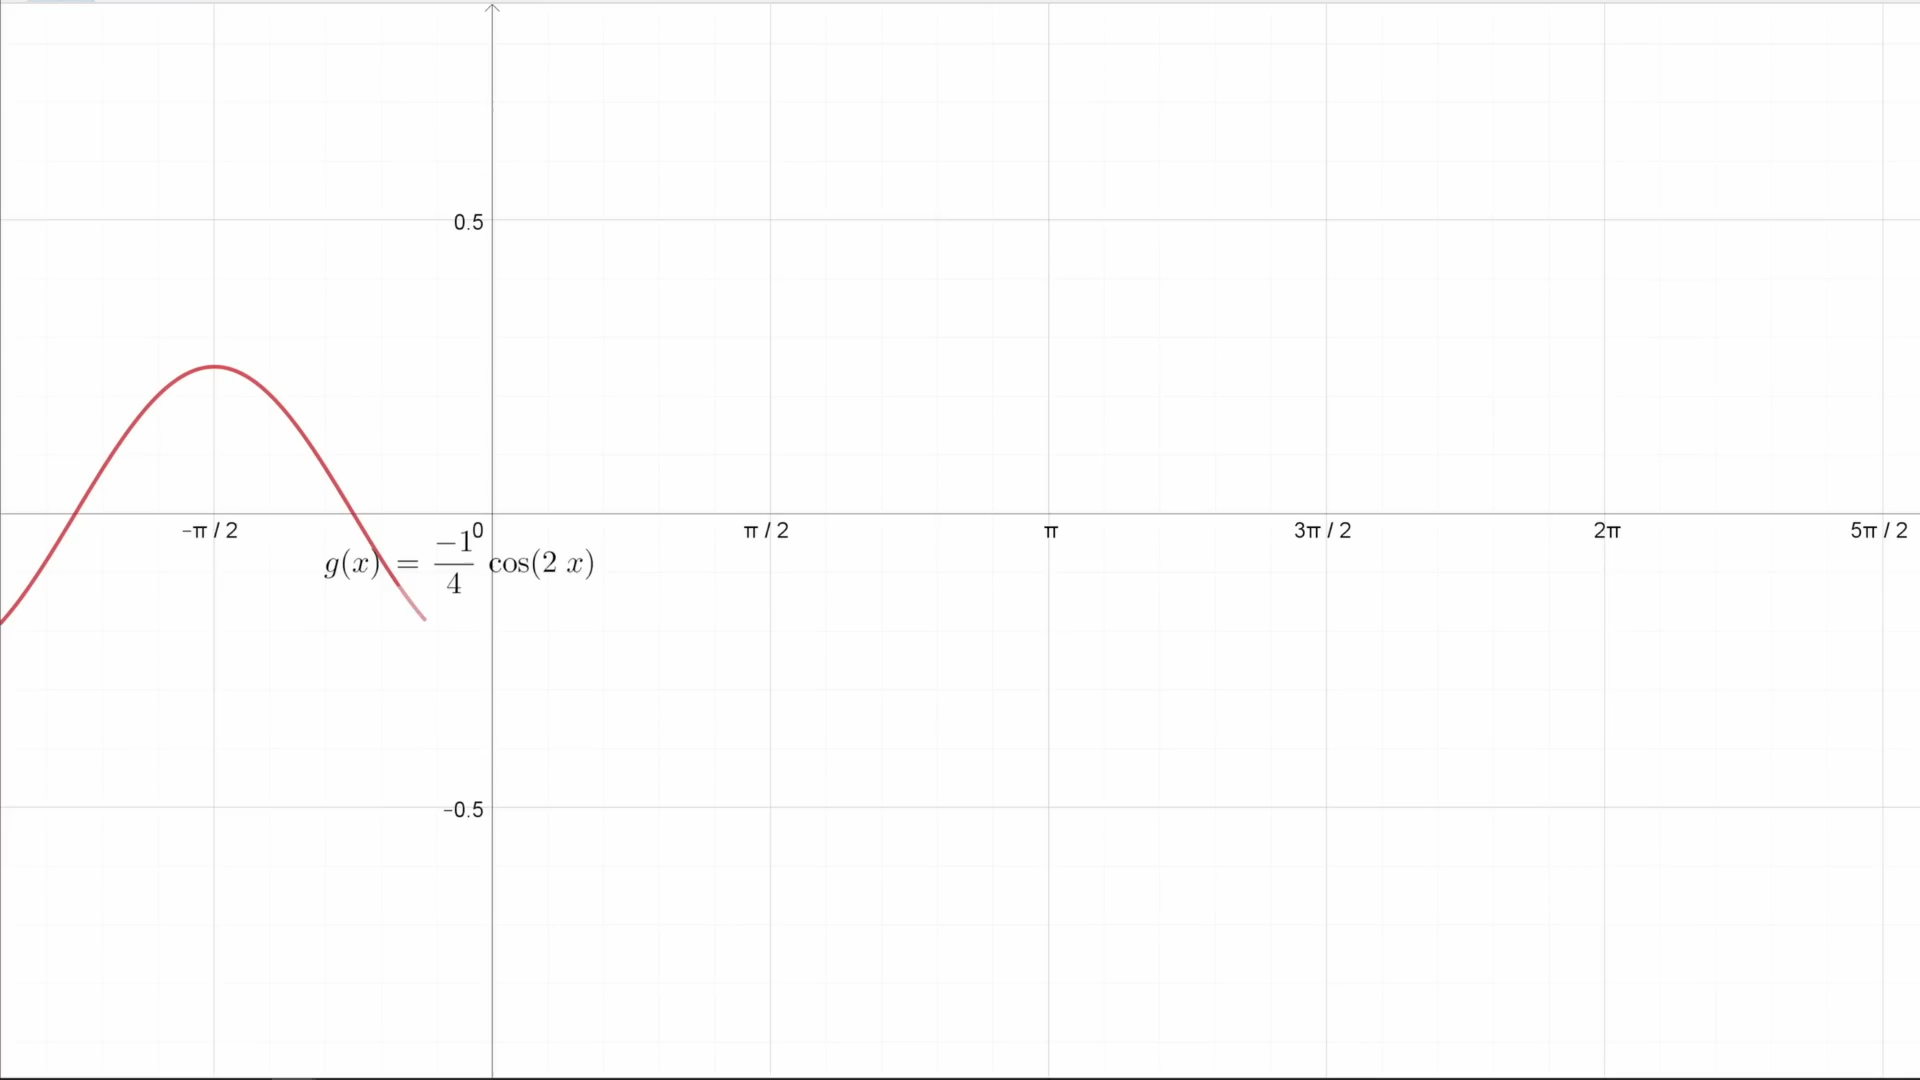 0.5
−π / 2
0
π / 2
π
3π / 2
2π
5π / 2
g(x) = −1/4 cos(2 x)
−0.5